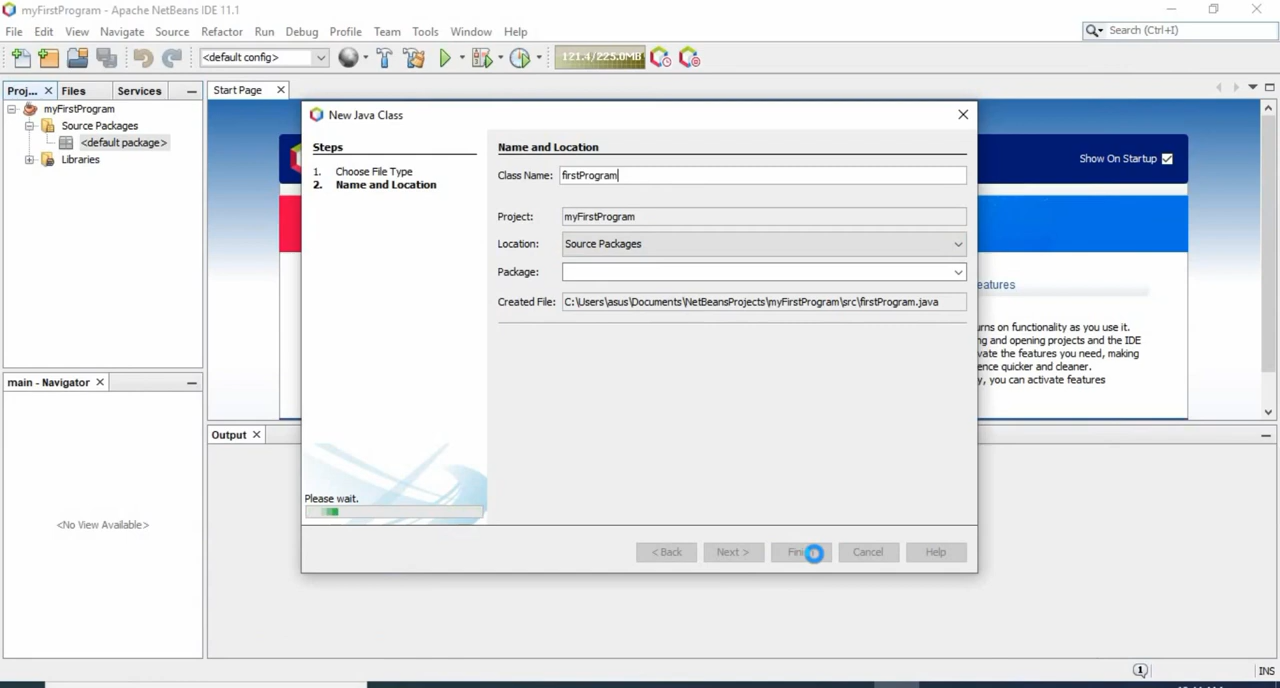 myFirstProgram - Apache NetBeans IDE 11.1
File Edit View Navigate Source Refactor Run Debug Profile Team Tools Window Help
Search (Ctrl+I)
<default config>
121.4/225.0MB
Proj... Files Services
Start Page
myFirstProgram
Source Packages
<default package>
Libraries
Show On Startup
New Java Class
Steps
1. Choose File Type
2. Name and Location
Name and Location
Class Name: firstProgram
Project: myFirstProgram
Location: Source Packages
Package:
Created File: C:\Users\asus\Documents\NetBeansProjects\myFirstProgram\src\firstProgram.java
eatures
urns on functionality as you use it.
ng and opening projects and the IDE
vate the features you need, making
ence quicker and cleaner.
y, you can activate features
main - Navigator
<No View Available>
Output
Please wait.
< Back Next > Cancel Help
1 INS